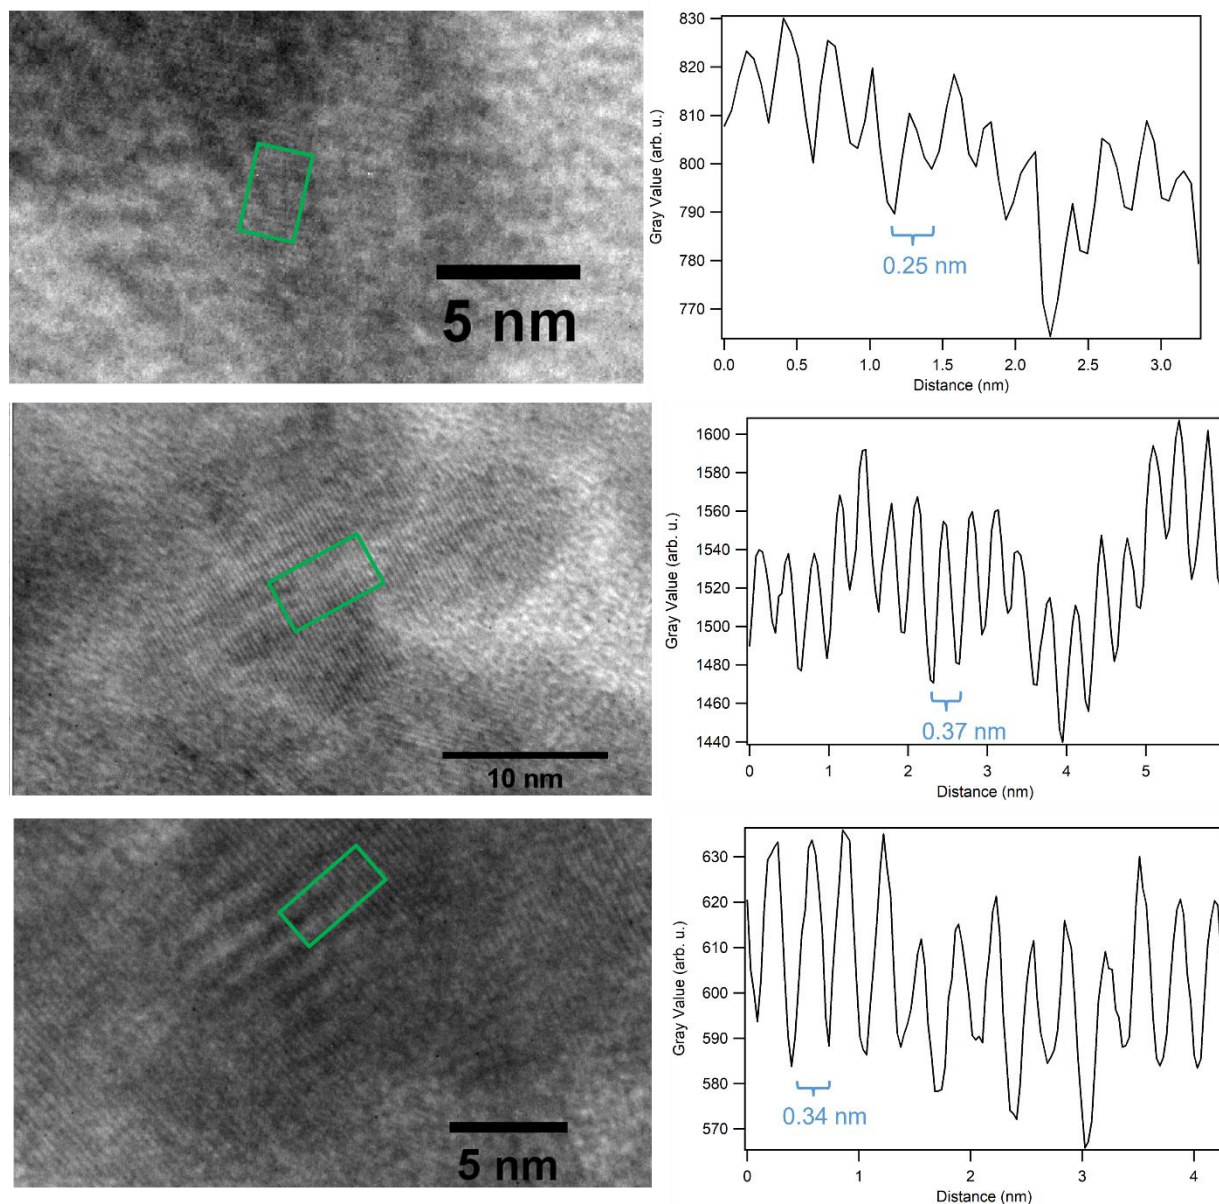 5 nm
830
820
810
800
790
780
770
Gray Value (arb. u.)
0.25 nm
0.0 0.5 1.0 1.5 2.0 2.5 3.0
Distance (nm)
10 nm
1600
1580
1560
1540
1520
1500
1480
1460
1440
Gray Value (arb. u.)
0.37 nm
0 1 2 3 4 5
Distance (nm)
5 nm
630
620
610
600
590
580
570
Gray Value (arb. u.)
0.34 nm
0 1 2 3 4
Distance (nm)